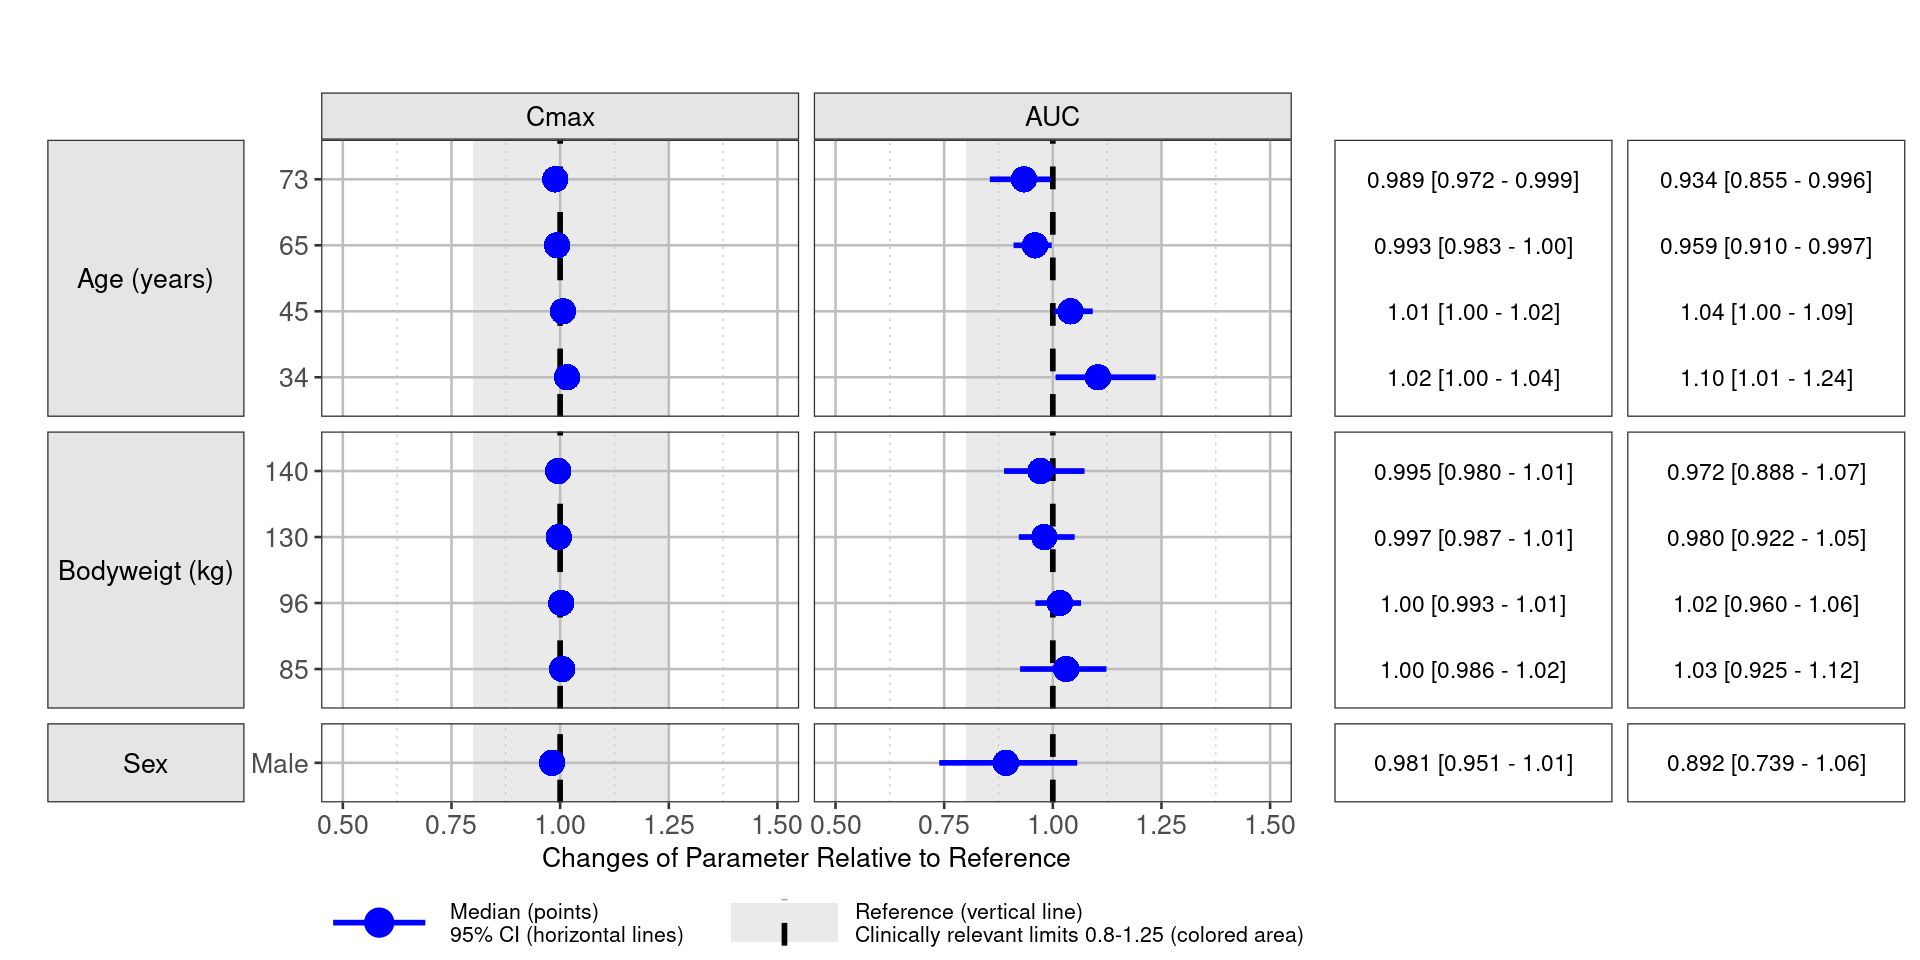 Cmax AUC
Age (years)
73 0.989 [0.972 - 0.999] 0.934 [0.855 - 0.996]
65 0.993 [0.983 - 1.00] 0.959 [0.910 - 0.997]
45 1.01 [1.00 - 1.02] 1.04 [1.00 - 1.09]
34 1.02 [1.00 - 1.04] 1.10 [1.01 - 1.24]
Bodyweigt (kg)
140 0.995 [0.980 - 1.01] 0.972 [0.888 - 1.07]
130 0.997 [0.987 - 1.01] 0.980 [0.922 - 1.05]
96 1.00 [0.993 - 1.01] 1.02 [0.960 - 1.06]
85 1.00 [0.986 - 1.02] 1.03 [0.925 - 1.12]
Sex Male 0.981 [0.951 - 1.01] 0.892 [0.739 - 1.06]
0.50 0.75 1.00 1.25 1.50 0.50 0.75 1.00 1.25 1.50
Changes of Parameter Relative to Reference
Median (points)
95% CI (horizontal lines)
Reference (vertical line)
Clinically relevant limits 0.8-1.25 (colored area)